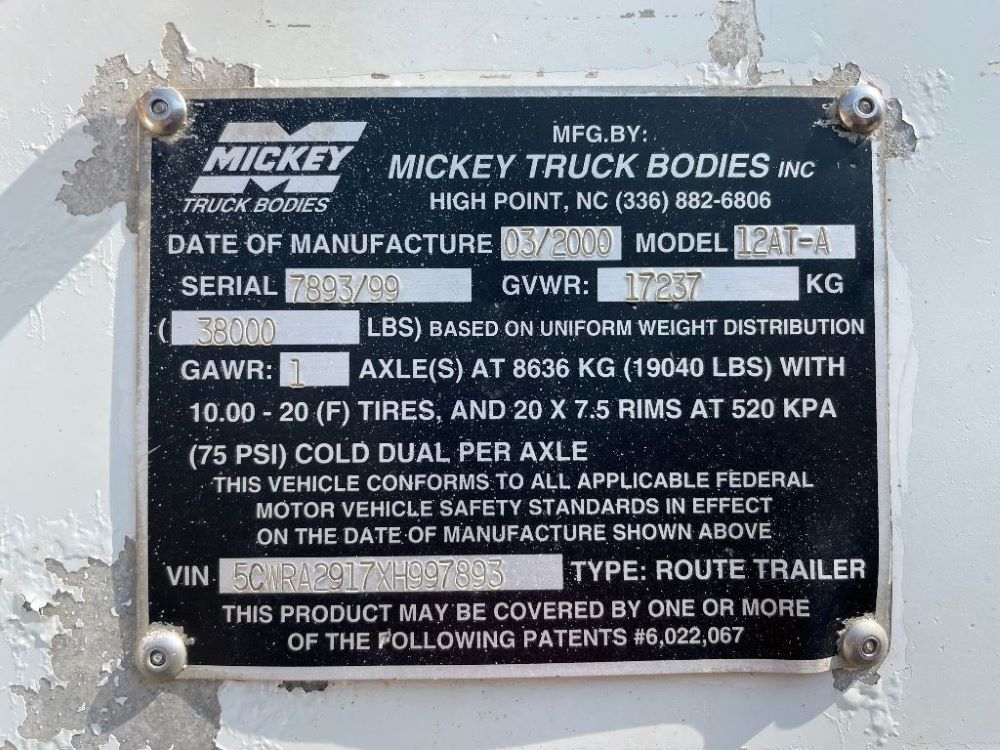 MICKEY
TRUCK BODIES
MFG.BY:
MICKEY TRUCK BODIES INC
HIGH POINT, NC (336) 882-6806
DATE OF MANUFACTURE 03/2000 MODEL 12AT-A
SERIAL 7893/99 GVWR: 17237 KG
( 38000 LBS) BASED ON UNIFORM WEIGHT DISTRIBUTION
GAWR: 1 AXLE(S) AT 8636 KG (19040 LBS) WITH
10.00 - 20 (F) TIRES, AND 20 X 7.5 RIMS AT 520 KPA
(75 PSI) COLD DUAL PER AXLE
THIS VEHICLE CONFORMS TO ALL APPLICABLE FEDERAL
MOTOR VEHICLE SAFETY STANDARDS IN EFFECT
ON THE DATE OF MANUFACTURE SHOWN ABOVE
VIN 5CWRA2917XH997893 TYPE: ROUTE TRAILER
THIS PRODUCT MAY BE COVERED BY ONE OR MORE
OF THE FOLLOWING PATENTS #6,022,067